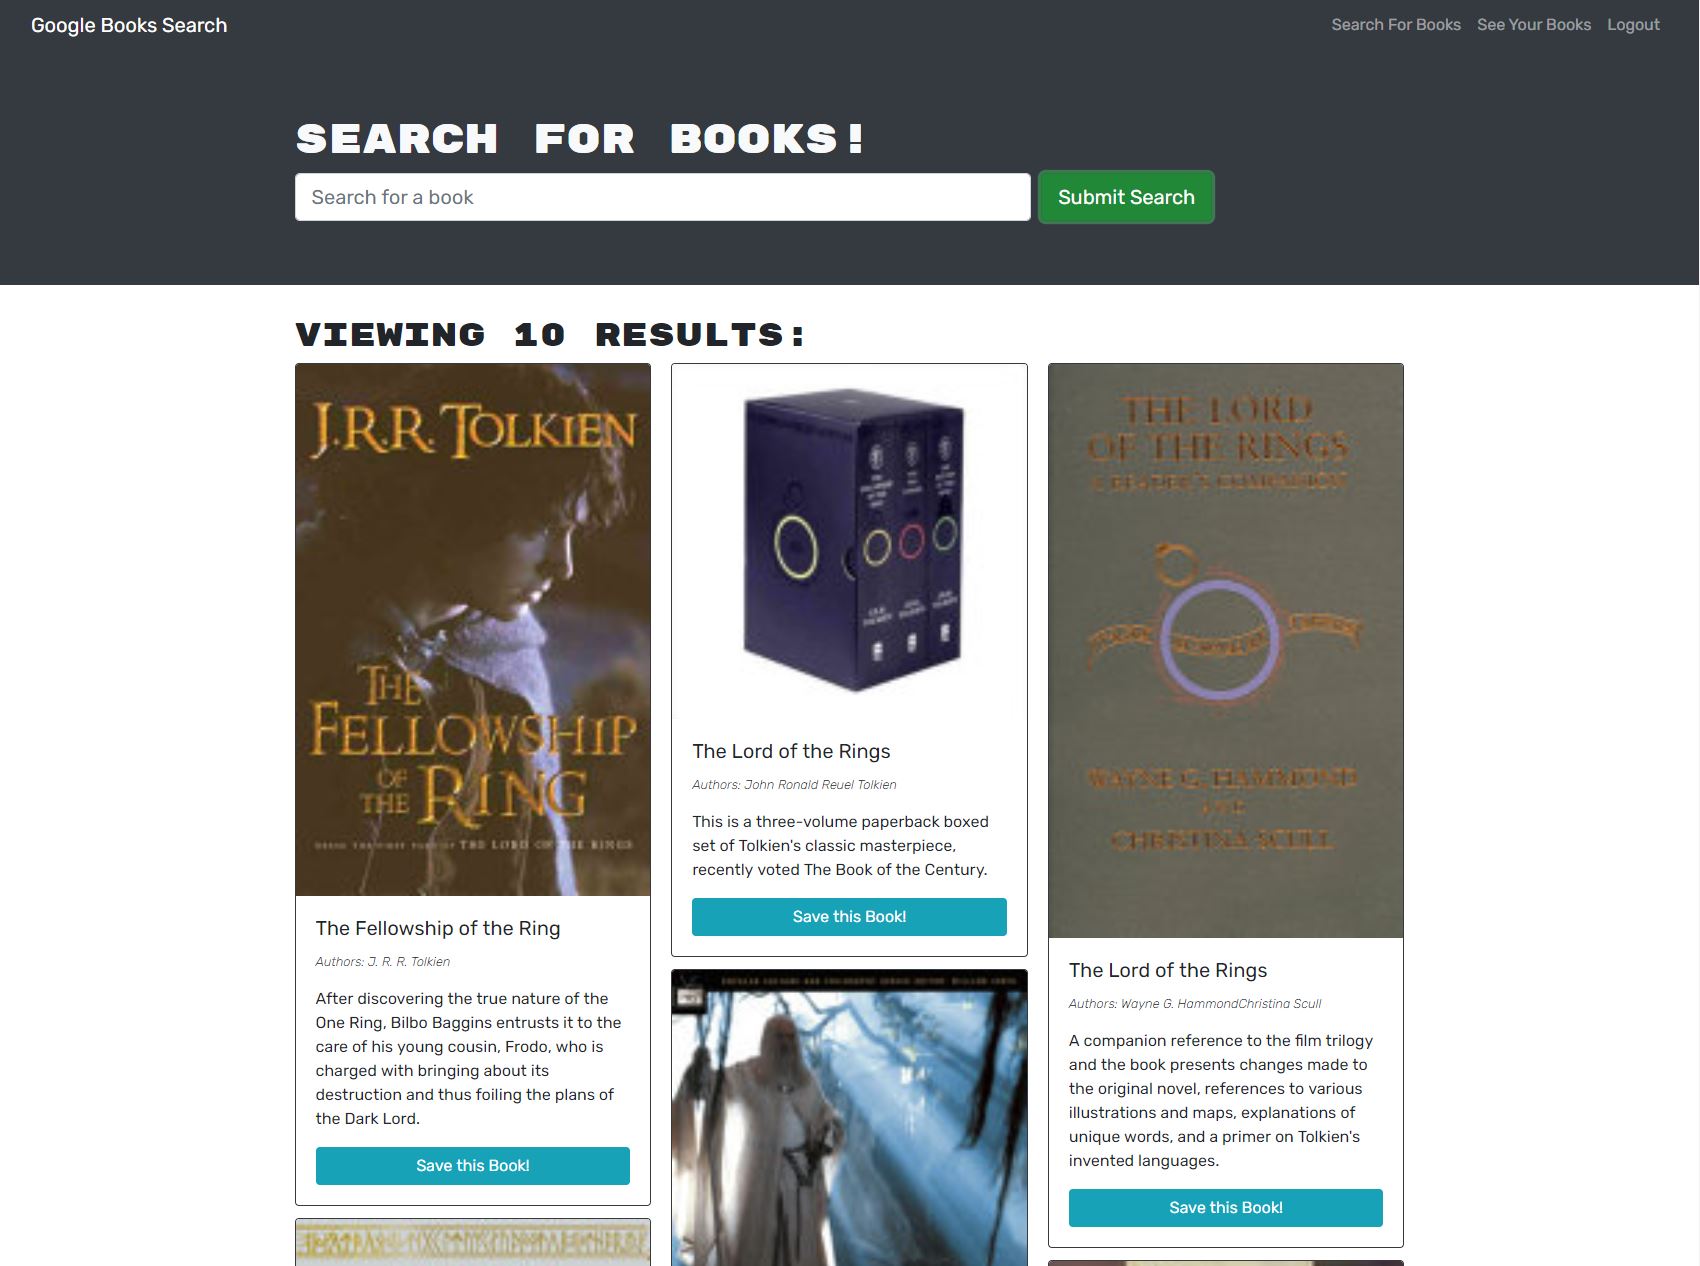 Google Books Search
Search For Books
See Your Books
Logout
SEARCH FOR BOOKS!
Search for a book
Submit Search
VIEWING 10 RESULTS:
J.R.R. TOLKIEN
THE
FELLOWSHIP
OF
THE RING
THE LORD OF THE RINGS
The Fellowship of the Ring
Authors: J. R. R. Tolkien
After discovering the true nature of the
One Ring, Bilbo Baggins entrusts it to the
care of his young cousin, Frodo, who is
charged with bringing about its
destruction and thus foiling the plans of
the Dark Lord.
Save this Book!
The Lord of the Rings
Authors: John Ronald Reuel Tolkien
This is a three-volume paperback boxed
set of Tolkien's classic masterpiece,
recently voted The Book of the Century.
Save this Book!
THE LORD
OF THE RINGS
A READER'S COMPANION
WAYNE G. HAMMOND
AND
CHRISTINA SCULL
The Lord of the Rings
Authors: Wayne G. HammondChristina Scull
A companion reference to the film trilogy
and the book presents changes made to
the original novel, references to various
illustrations and maps, explanations of
unique words, and a primer on Tolkien's
invented languages.
Save this Book!